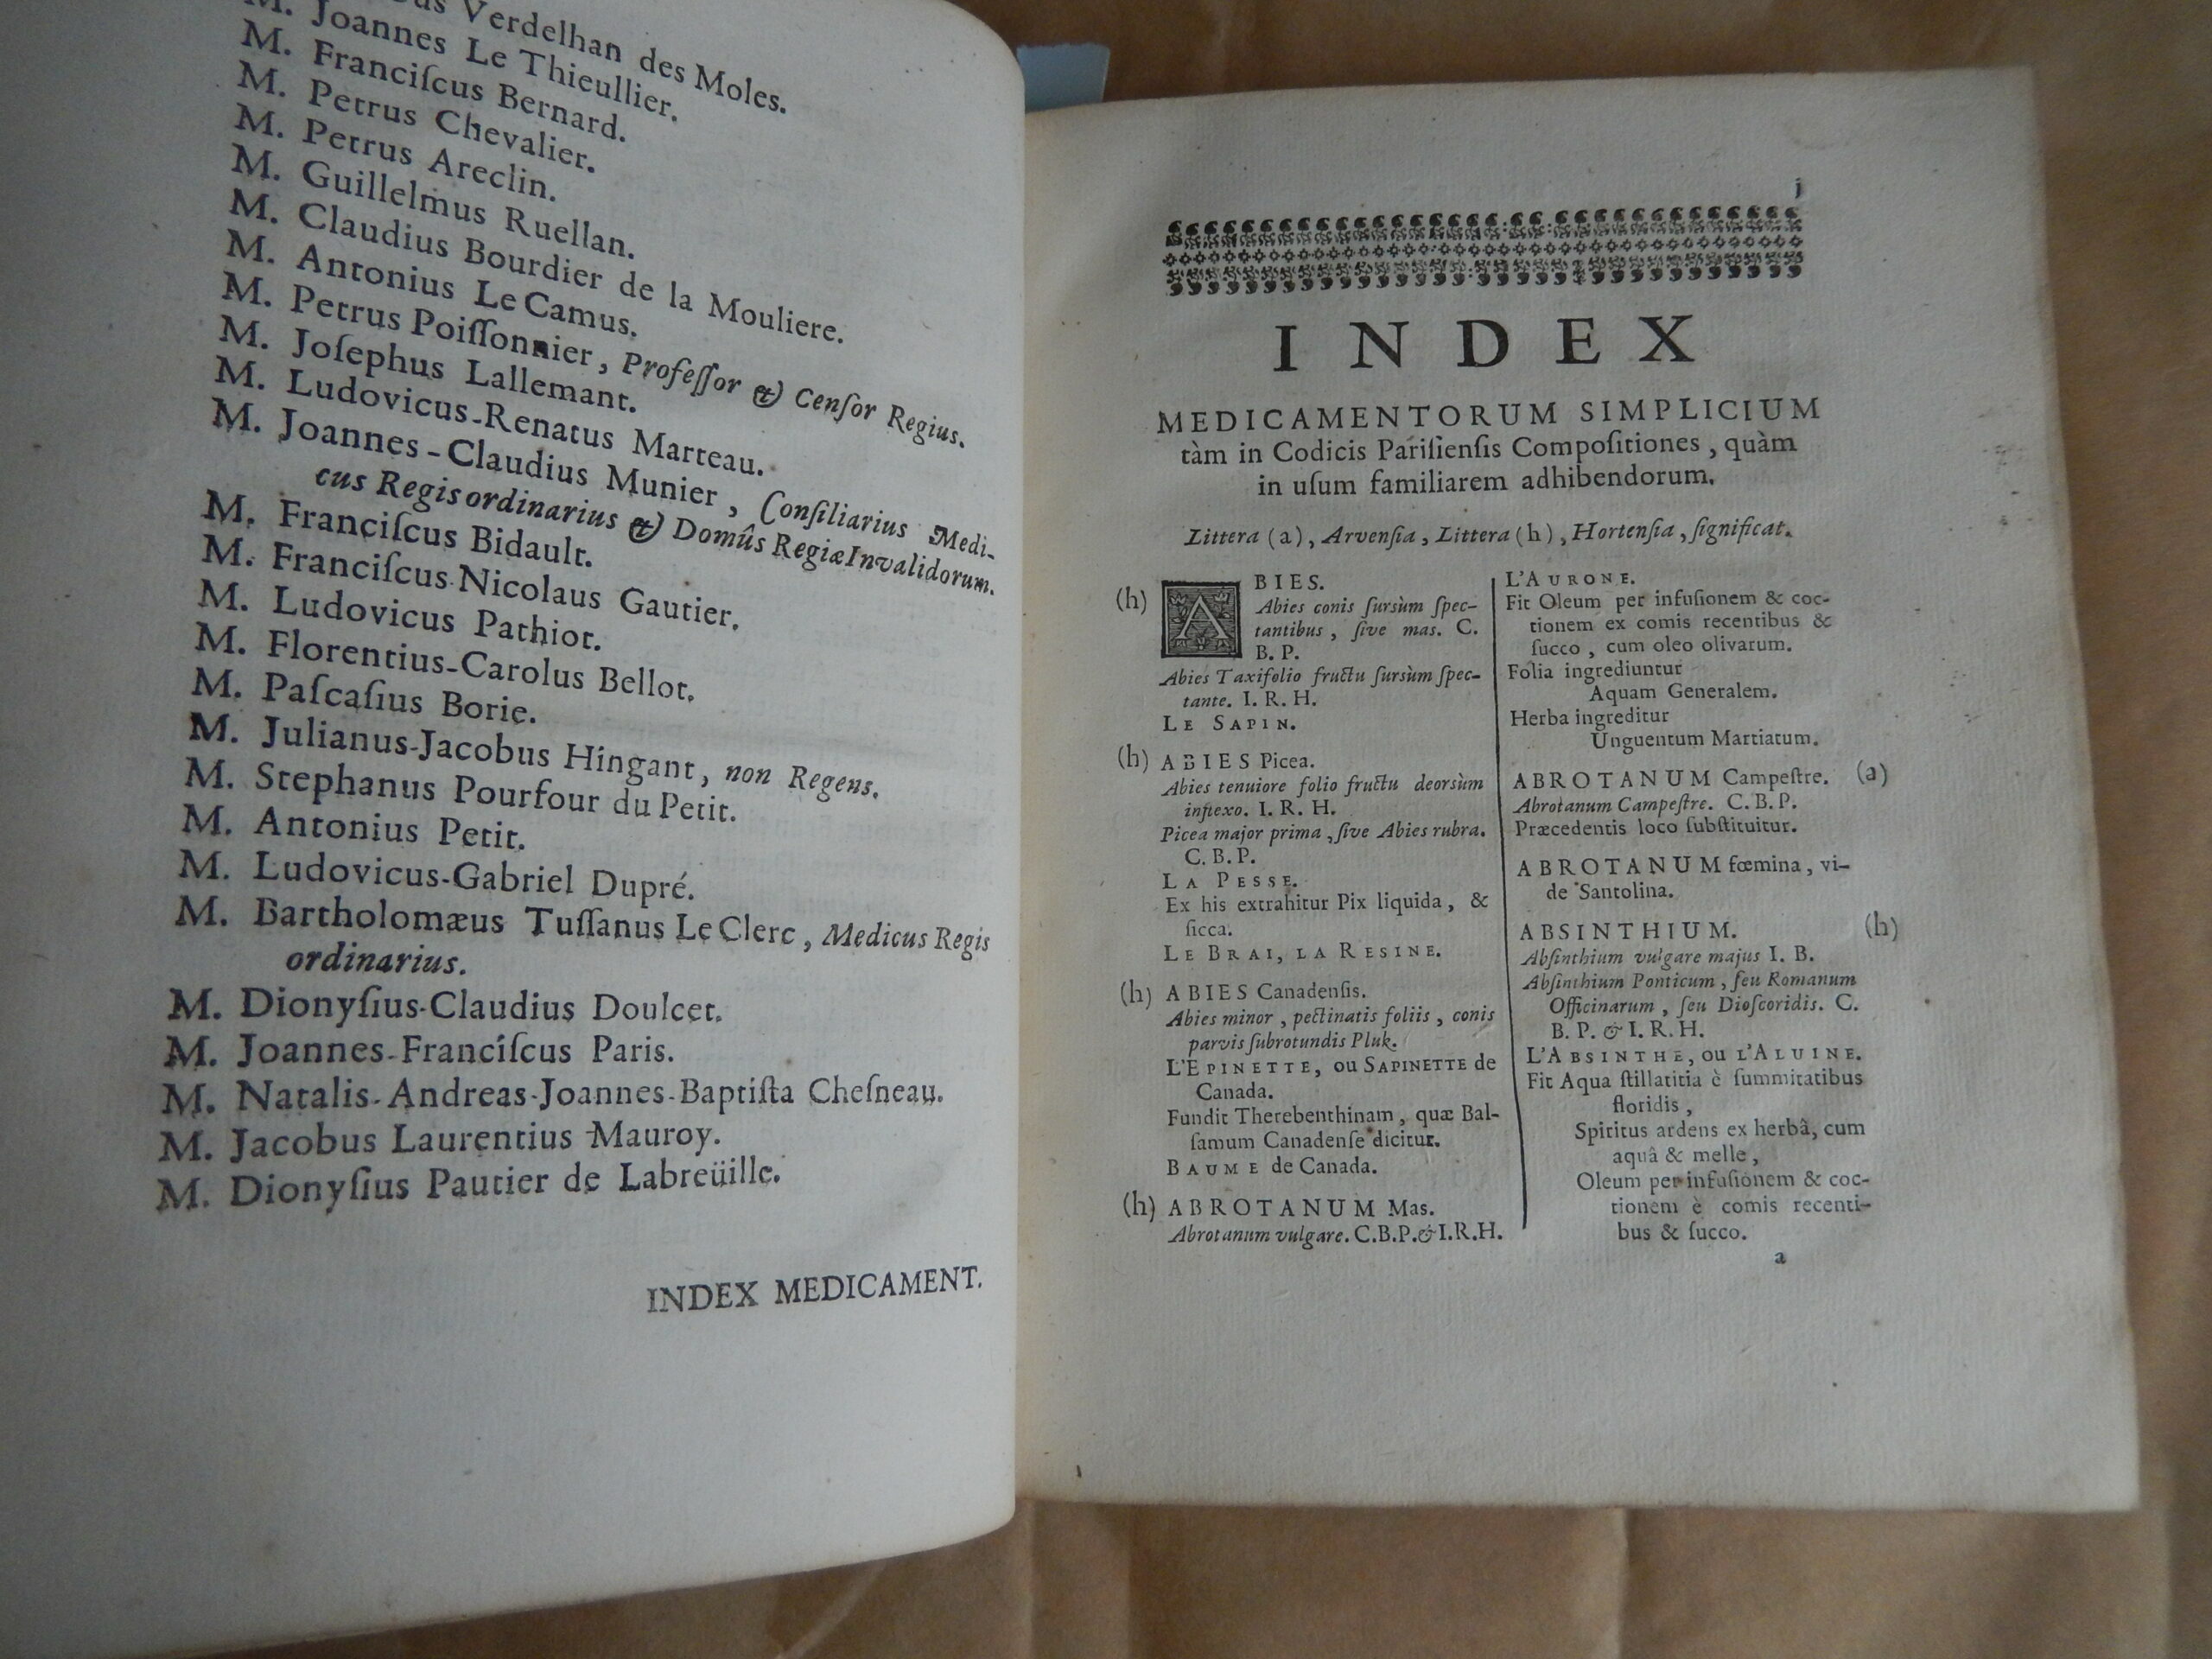 Verdelhan des Moles.
M. Joannes Le Thieullier.
M. Franciſcus Bernard.
M. Petrus Chevalier.
M. Petrus Areclin.
M. Guillelmus Ruellan.
M. Claudius Bourdier de la Mouliere.
M. Antonius Le Camus.
M. Petrus Poiſſonnier, Profeſſor & Cenſor Regius.
M. Joſephus Lallemant.
M. Ludovicus-Renatus Marteau.
M. Joannes-Claudius Munier, Conſiliarius Medi-
cus Regis ordinarius & Domûs Regiæ Invalidorum.
M. Franciſcus Bidault.
M. Franciſcus-Nicolaus Gautier.
M. Ludovicus Pathiot.
M. Florentius-Carolus Bellot.
M. Paſcaſius Borie.
M. Julianus-Jacobus Hingant, non Regens.
M. Stephanus Pourfour du Petit.
M. Antonius Petit.
M. Ludovicus-Gabriel Dupré.
M. Bartholomæus Tuſſanus Le Clerc, Medicus Regis
ordinarius.
M. Dionyſius-Claudius Doulcet.
M. Joannes-Franciſcus Paris.
M. Natalis-Andreas-Joannes-Baptiſta Cheſneau.
M. Jacobus Laurentius Mauroy.
M. Dionyſius Pautier de Labreüille.
INDEX MEDICAMENT.
j
INDEX
MEDICAMENTORUM SIMPLICIUM
tàm in Codicis Pariſienſis Compoſitiones, quàm
in uſum familiarem adhibendorum.
Littera (a), Arvenſia, Littera (h), Hortenſia, ſignificat.
(h) ABIES.
Abies conis ſursùm ſpec-
tantibus, ſive mas. C.
B. P.
Abies Taxifolio fructu ſursùm ſpec-
tante. I. R. H.
LE SAPIN.
(h) ABIES Picea.
Abies tenuiore folio fructu deorsùm
inflexo. I. R. H.
Picea major prima, ſive Abies rubra.
C. B. P.
LA PESSE.
Ex his extrahitur Pix liquida, &
ſicca.
LE BRAI, LA RESINE.
(h) ABIES Canadenſis.
Abies minor, pectinatis foliis, conis
parvis ſubrotundis Pluk.
L'EPINETTE, ou SAPINETTE de
Canada.
Fundit Therebenthinam, quæ Bal-
ſamum Canadenſe dicitur.
BAUME de Canada.
(h) ABROTANUM Mas.
Abrotanum vulgare. C.B.P.& I.R.H.
L'AURONE.
Fit Oleum per infuſionem & coc-
tionem ex comis recentibus &
ſucco, cum oleo olivarum.
Folia ingrediuntur
Aquam Generalem.
Herba ingreditur
Unguentum Martiatum.
ABROTANUM Campeſtre. (a)
Abrotanum Campeſtre. C. B. P.
Præcedentis loco ſubſtituitur.
ABROTANUM fœmina, vi-
de Santolina.
ABSINTHIUM. (h)
Abſinthium vulgare majus I. B.
Abſinthium Ponticum, ſeu Romanum
Officinarum, ſeu Dioſcoridis. C.
B. P. & I. R. H.
L'ABSINTHE, ou L'ALUINE.
Fit Aqua ſtillatitia è ſummitatibus
floridis,
Spiritus ardens ex herbâ, cum
aquâ & melle,
Oleum per infuſionem & coc-
tionem è comis recenti-
bus & ſucco.
a